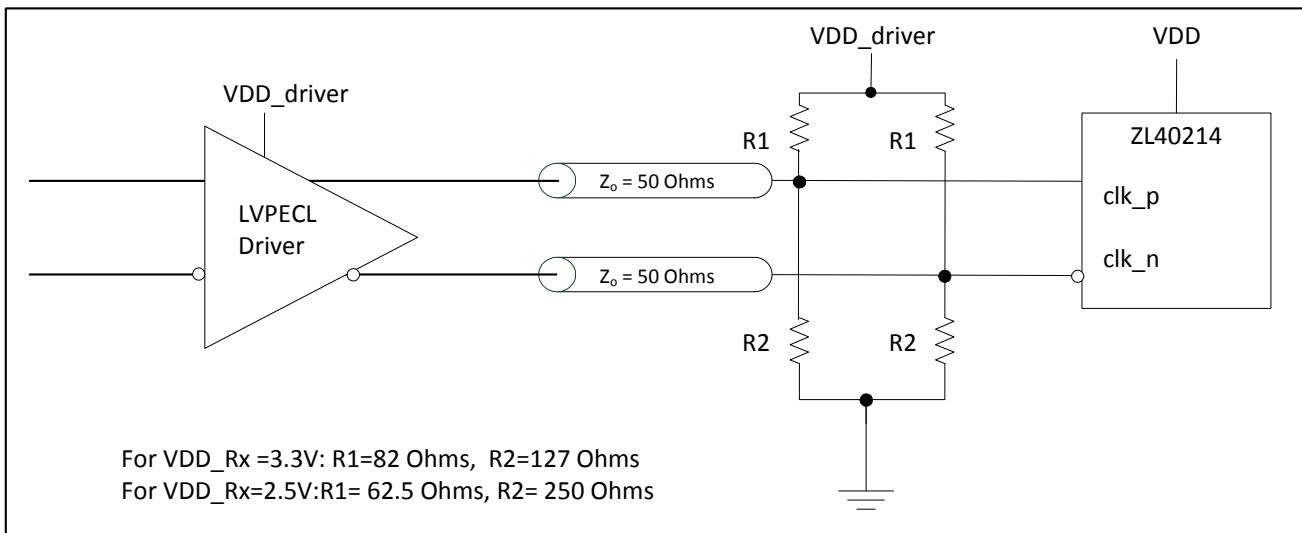 VDD_driver
VDD
VDD_driver
ZL40214
R1
R1
Zₒ = 50 Ohms
clk_p
LVPECL
Driver
clk_n
Zₒ = 50 Ohms
R2
R2
For VDD_Rx =3.3V: R1=82 Ohms, R2=127 Ohms
For VDD_Rx=2.5V:R1= 62.5 Ohms, R2= 250 Ohms